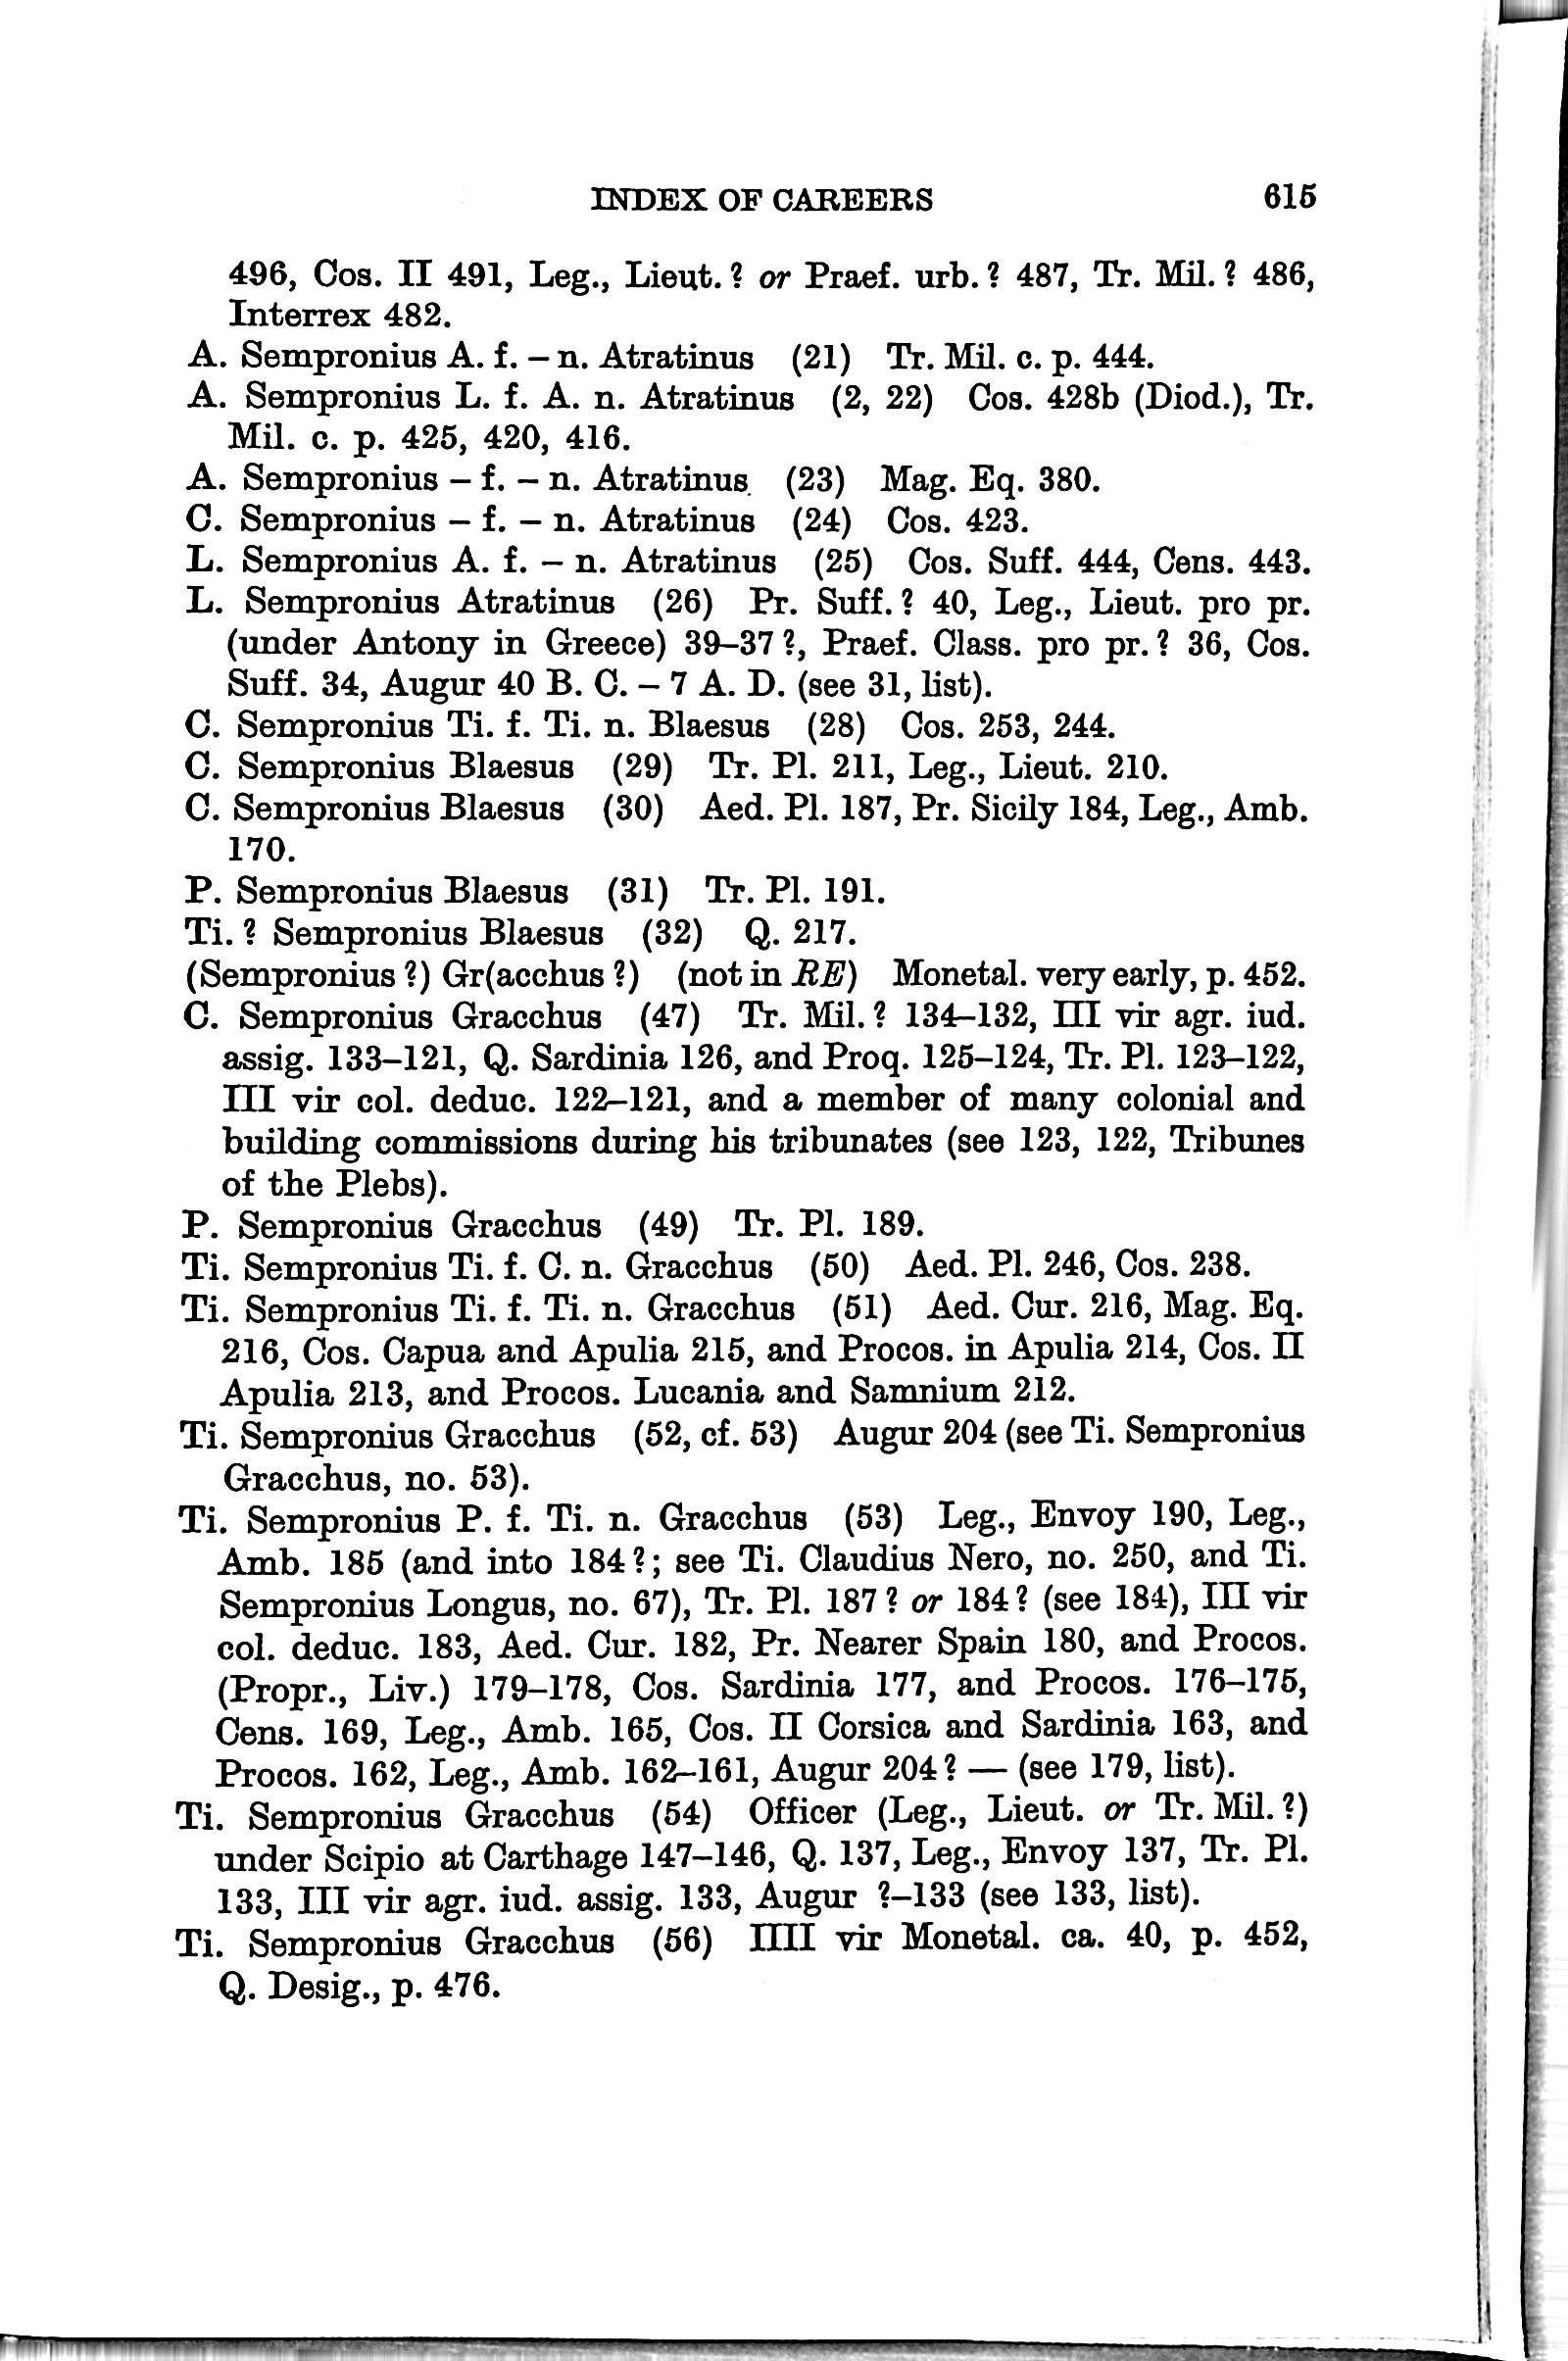 INDEX OF CAREERS 615
496, Cos. II 491, Leg., Lieut. ? or Praef. urb. ? 487, Tr. Mil. ? 486,
Interrex 482.
A. Sempronius A. f. – n. Atratinus (21) Tr. Mil. c. p. 444.
A. Sempronius L. f. A. n. Atratinus (2, 22) Cos. 428b (Diod.), Tr.
Mil. c. p. 425, 420, 416.
A. Sempronius – f. – n. Atratinus (23) Mag. Eq. 380.
C. Sempronius – f. – n. Atratinus (24) Cos. 423.
L. Sempronius A. f. – n. Atratinus (25) Cos. Suff. 444, Cens. 443.
L. Sempronius Atratinus (26) Pr. Suff. ? 40, Leg., Lieut. pro pr.
(under Antony in Greece) 39–37 ?, Praef. Class. pro pr. ? 36, Cos.
Suff. 34, Augur 40 B. C. – 7 A. D. (see 31, list).
C. Sempronius Ti. f. Ti. n. Blaesus (28) Cos. 253, 244.
C. Sempronius Blaesus (29) Tr. Pl. 211, Leg., Lieut. 210.
C. Sempronius Blaesus (30) Aed. Pl. 187, Pr. Sicily 184, Leg., Amb.
170.
P. Sempronius Blaesus (31) Tr. Pl. 191.
Ti. ? Sempronius Blaesus (32) Q. 217.
(Sempronius ?) Gr(acchus ?) (not in RE) Monetal. very early, p. 452.
C. Sempronius Gracchus (47) Tr. Mil. ? 134–132, III vir agr. iud.
assig. 133–121, Q. Sardinia 126, and Proq. 125–124, Tr. Pl. 123–122,
III vir col. deduc. 122–121, and a member of many colonial and
building commissions during his tribunates (see 123, 122, Tribunes
of the Plebs).
P. Sempronius Gracchus (49) Tr. Pl. 189.
Ti. Sempronius Ti. f. C. n. Gracchus (50) Aed. Pl. 246, Cos. 238.
Ti. Sempronius Ti. f. Ti. n. Gracchus (51) Aed. Cur. 216, Mag. Eq.
216, Cos. Capua and Apulia 215, and Procos. in Apulia 214, Cos. II
Apulia 213, and Procos. Lucania and Samnium 212.
Ti. Sempronius Gracchus (52, cf. 53) Augur 204 (see Ti. Sempronius
Gracchus, no. 53).
Ti. Sempronius P. f. Ti. n. Gracchus (53) Leg., Envoy 190, Leg.,
Amb. 185 (and into 184 ?; see Ti. Claudius Nero, no. 250, and Ti.
Sempronius Longus, no. 67), Tr. Pl. 187 ? or 184 ? (see 184), III vir
col. deduc. 183, Aed. Cur. 182, Pr. Nearer Spain 180, and Procos.
(Propr., Liv.) 179–178, Cos. Sardinia 177, and Procos. 176–175,
Cens. 169, Leg., Amb. 165, Cos. II Corsica and Sardinia 163, and
Procos. 162, Leg., Amb. 162–161, Augur 204 ? — (see 179, list).
Ti. Sempronius Gracchus (54) Officer (Leg., Lieut. or Tr. Mil. ?)
under Scipio at Carthage 147–146, Q. 137, Leg., Envoy 137, Tr. Pl.
133, III vir agr. iud. assig. 133, Augur ?–133 (see 133, list).
Ti. Sempronius Gracchus (56) IIII vir Monetal. ca. 40, p. 452,
Q. Desig., p. 476.